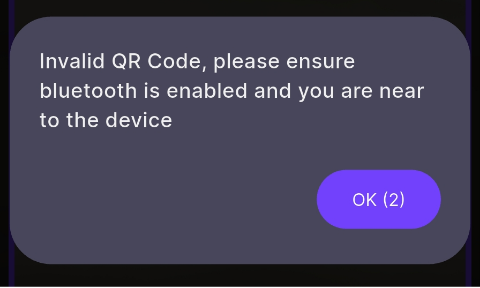 Invalid QR Code, please ensure
bluetooth is enabled and you are near
to the device
OK (2)